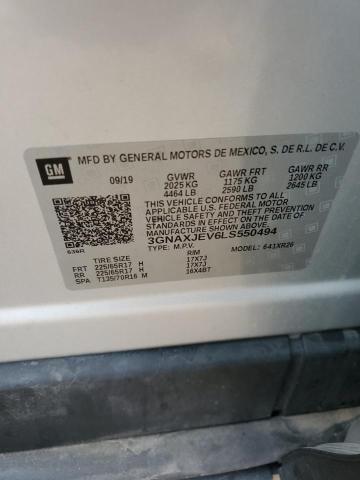 GM
MFD BY GENERAL MOTORS DE MEXICO, S. DE R.L. DE C.V.
09/19 GVWR GAWR FRT GAWR RR
2025 KG 1175 KG 1200 KG
4464 LB 2590 LB 2645 LB
THIS VEHICLE CONFORMS TO ALL
APPLICABLE U.S. FEDERAL MOTOR
VEHICLE SAFETY AND THEFT PREVENTION
STANDARDS IN EFFECT ON THE DATE OF
MANUFACTURE SHOWN ABOVE.
3GNAXJEV6LS550494
TYPE: M.P.V. MODEL: 641XR26
636R
TIRE SIZE RIM
FRT 225/65R17 H 17X7J
RR 225/65R17 H 17X7J
SPA T135/70R16 M 16X4BT